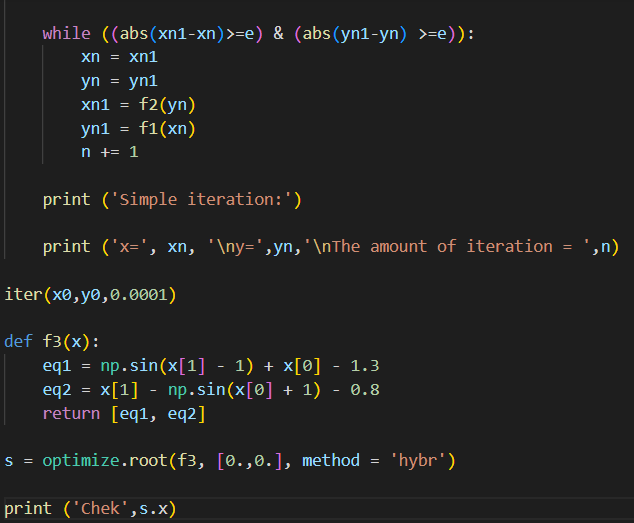 while ((abs(xn1-xn)>=e) & (abs(yn1-yn) >=e)):
xn = xn1
yn = yn1
xn1 = f2(yn)
yn1 = f1(xn)
n += 1
print ('Simple iteration:')
print ('x=', xn, '\ny=',yn,'\nThe amount of iteration = ',n)
iter(x0,y0,0.0001)
def f3(x):
eq1 = np.sin(x[1] - 1) + x[0] - 1.3
eq2 = x[1] - np.sin(x[0] + 1) - 0.8
return [eq1, eq2]
s = optimize.root(f3, [0.,0.], method = 'hybr')
print ('Chek',s.x)